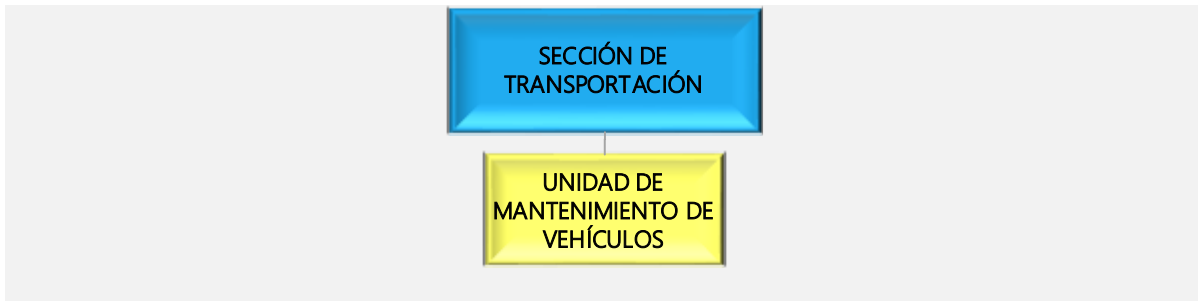 SECCIÓN DE
TRANSPORTACIÓN
UNIDAD DE
MANTENIMIENTO DE
VEHÍCULOS